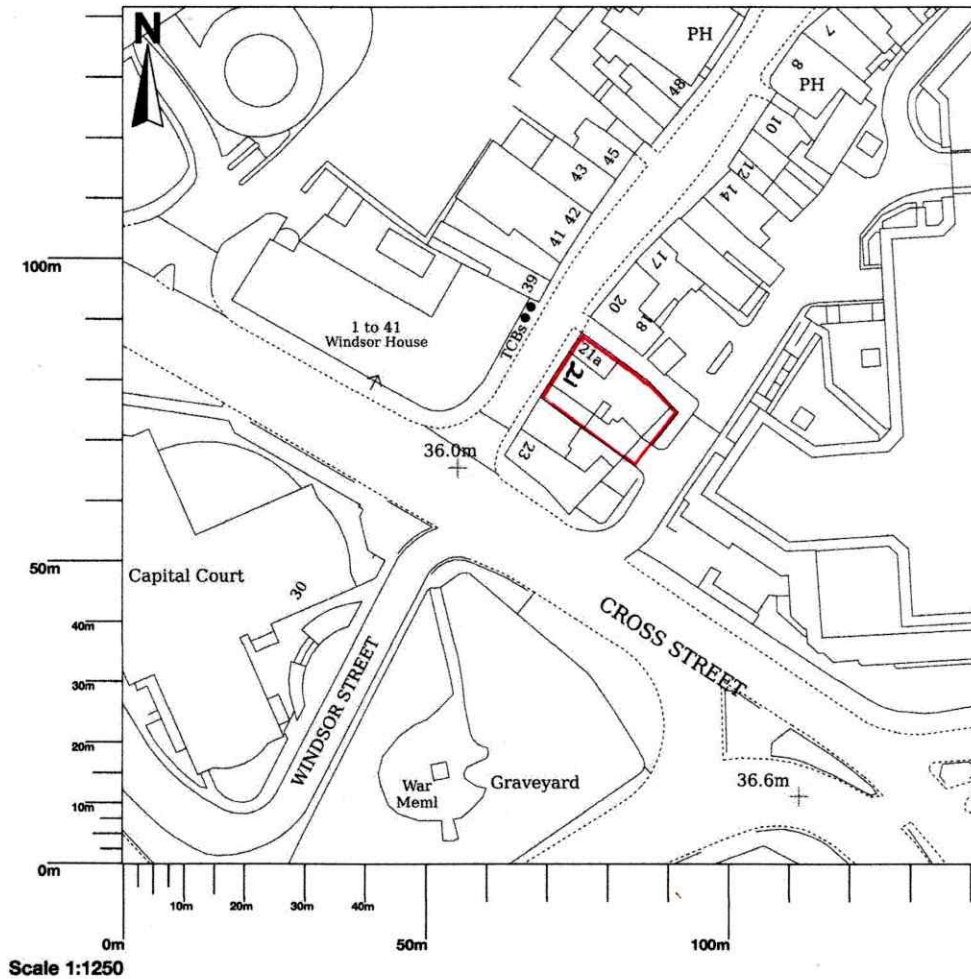 N
PH
7
8
PH
48
10
45
43
12
14
42
41
100m
39
17
20
18
1 to 41
Windsor House
TCBs
21a
21
36.0m
23
50m
Capital Court
30
40m
CROSS STREET
30m
WINDSOR STREET
20m
36.6m
War
Meml
Graveyard
10m
0m
10m
20m
30m
40m
0m
50m
100m
Scale 1:1250